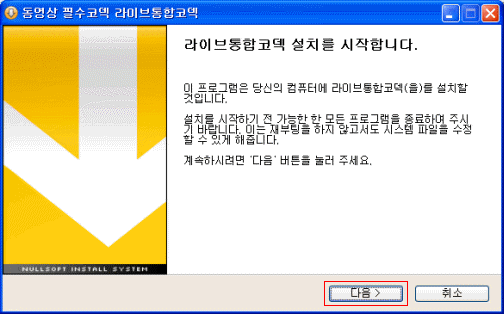 동영상 필수코덱 라이브통합코덱
라이브통합코덱 설치를 시작합니다.
이 프로그램은 당신의 컴퓨터에 라이브통합코덱(을)를 설치할
것입니다.
설치를 시작하기 전 가능한 한 모든 프로그램을 종료하여 주시
기 바랍니다. 이는 재부팅을 하지 않고서도 시스템 파일을 수정
할 수 있게 해줍니다.
계속하시려면 '다음' 버튼을 눌러 주세요.
NULLSOFT INSTALL SYSTEM
다음 >
취소